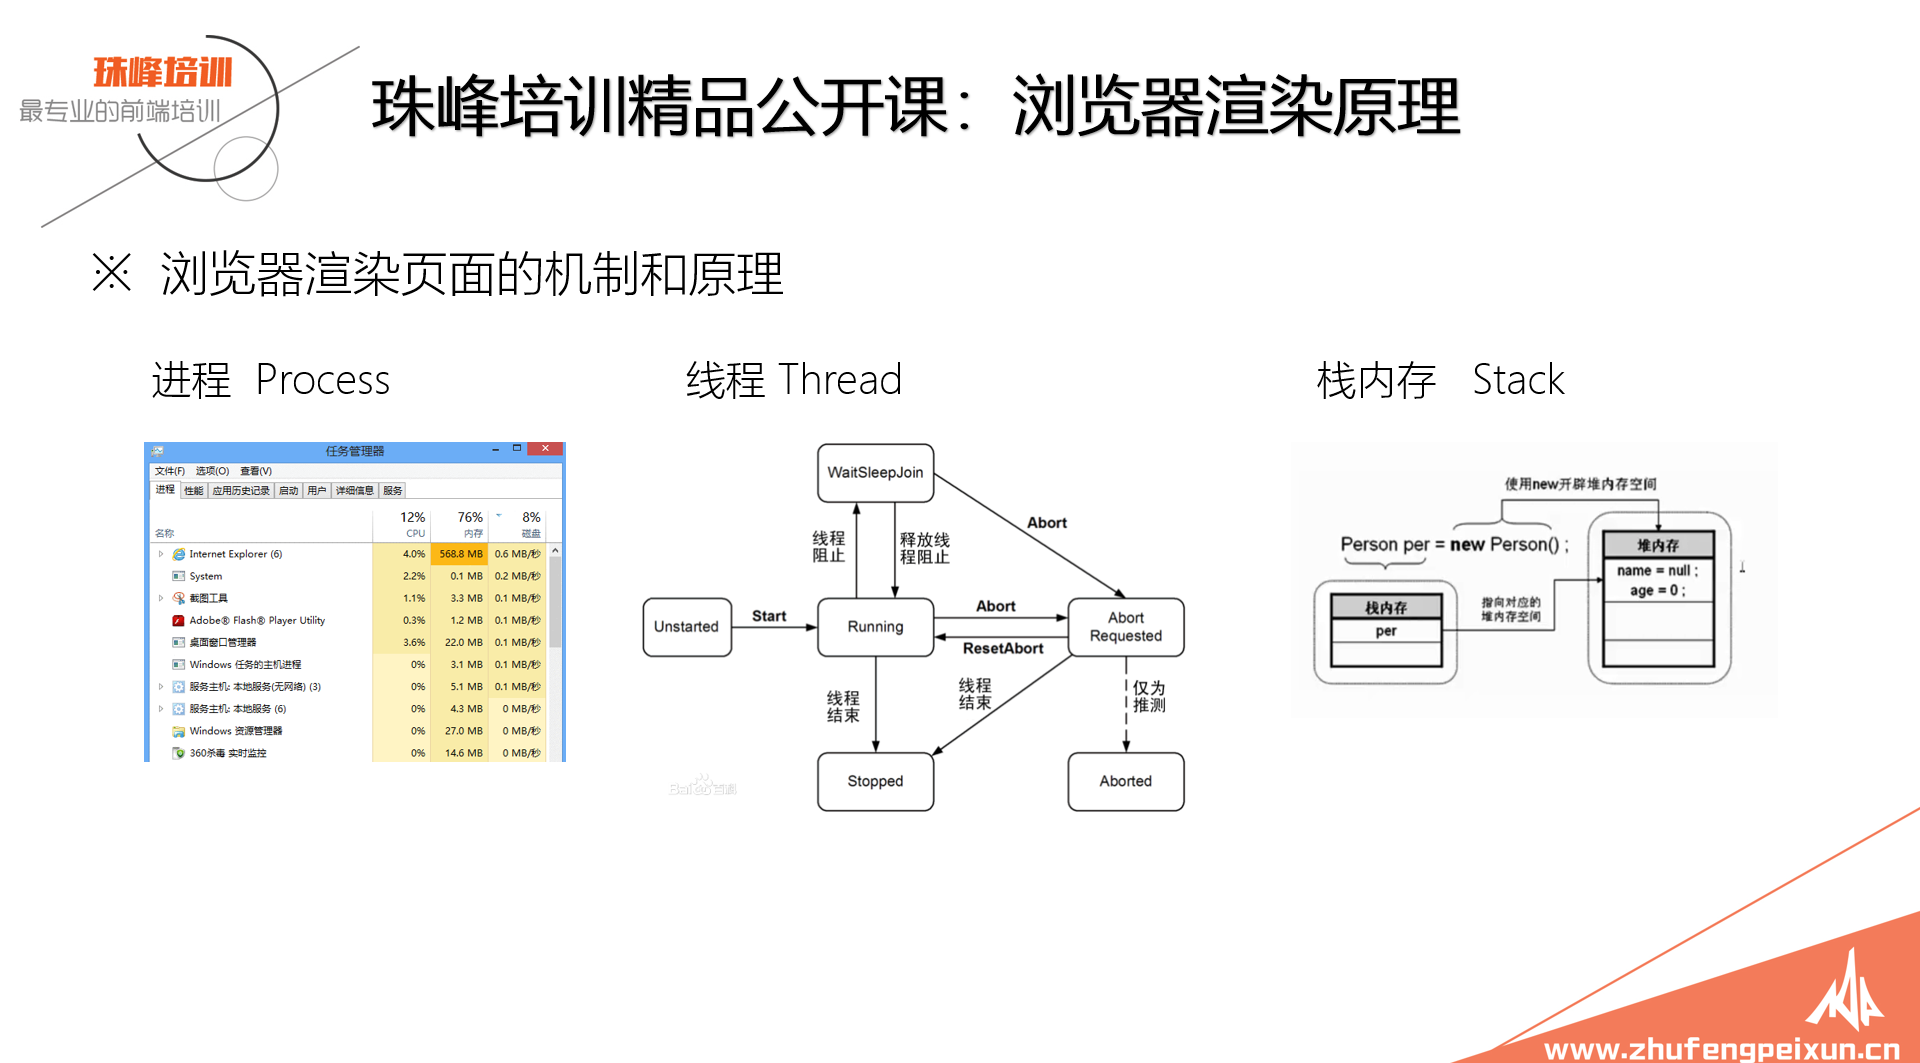 珠峰培训
最专业的前端培训
珠峰培训精品公开课：浏览器渲染原理
※ 浏览器渲染页面的机制和原理
进程 Process
线程 Thread
栈内存 Stack
任务管理器
文件(F) 选项(O) 查看(V)
进程 性能 应用历史记录 启动 用户 详细信息 服务
12% 76% 8%
名称 CPU 内存 磁盘
Internet Explorer (6) 4.0% 568.8 MB 0.6 MB/秒
System 2.2% 0.1 MB 0.2 MB/秒
截图工具 1.1% 3.3 MB 0.1 MB/秒
Adobe® Flash® Player Utility 0.3% 1.2 MB 0.1 MB/秒
桌面窗口管理器 3.6% 22.0 MB 0.1 MB/秒
Windows 任务的主机进程 0% 3.1 MB 0.1 MB/秒
服务主机: 本地服务(无网络) (3) 0% 5.1 MB 0.1 MB/秒
服务主机: 本地服务 (6) 0% 4.3 MB 0 MB/秒
Windows 资源管理器 0% 27.0 MB 0 MB/秒
360杀毒 实时监控 0% 14.6 MB 0 MB/秒
WaitSleepJoin
Abort
线程
阻止
释放线
程阻止
Unstarted
Start
Running
Abort
ResetAbort
Abort
Requested
线程
结束
线程
结束
仅为
推测
Stopped
Aborted
Baidu百科
使用new开辟堆内存空间
Person per = new Person() ;
堆内存
name = null ;
age = 0 ;
栈内存
per
指向对应的
堆内存空间
www.zhufengpeixun.cn